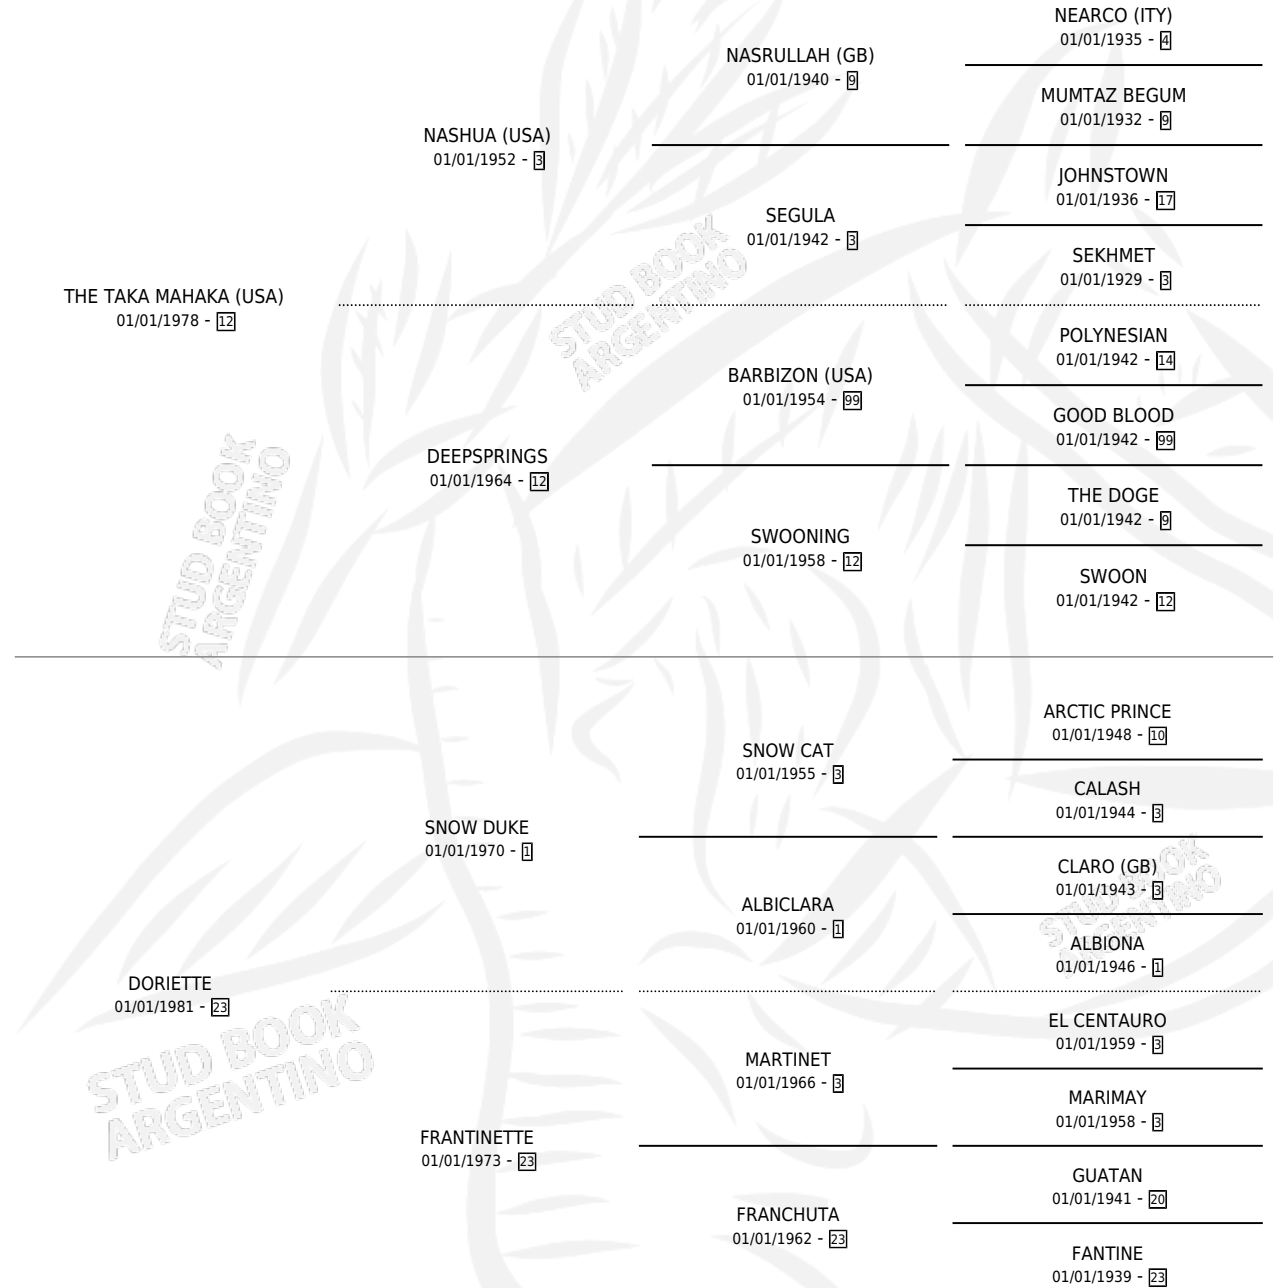 NEARCO (ITY)
01/01/1935 - 4
NASRULLAH (GB)
01/01/1940 - 9
MUMTAZ BEGUM
01/01/1932 - 9
NASHUA (USA)
01/01/1952 - 3
JOHNSTOWN
01/01/1936 - 17
SEGULA
01/01/1942 - 3
SEKHMET
01/01/1929 - 3
THE TAKA MAHAKA (USA)
01/01/1978 - 12
POLYNESIAN
01/01/1942 - 14
BARBIZON (USA)
01/01/1954 - 99
GOOD BLOOD
01/01/1942 - 99
DEEPSPRINGS
01/01/1964 - 12
THE DOGE
01/01/1942 - 9
SWOONING
01/01/1958 - 12
SWOON
01/01/1942 - 12
ARCTIC PRINCE
01/01/1948 - 10
SNOW CAT
01/01/1955 - 3
CALASH
01/01/1944 - 3
SNOW DUKE
01/01/1970 - 1
CLARO (GB)
01/01/1943 - 3
ALBICLARA
01/01/1960 - 1
ALBIONA
01/01/1946 - 1
DORIETTE
01/01/1981 - 23
EL CENTAURO
01/01/1959 - 3
MARTINET
01/01/1966 - 3
MARIMAY
01/01/1958 - 3
FRANTINETTE
01/01/1973 - 23
GUATAN
01/01/1941 - 20
FRANCHUTA
01/01/1962 - 23
FANTINE
01/01/1939 - 23
STUD BOOK
ARGENTINO
STUD BOOK
ARGENTINO
STUD BOOK
ARGENTINO
STUD BOOK
ARGENTINO